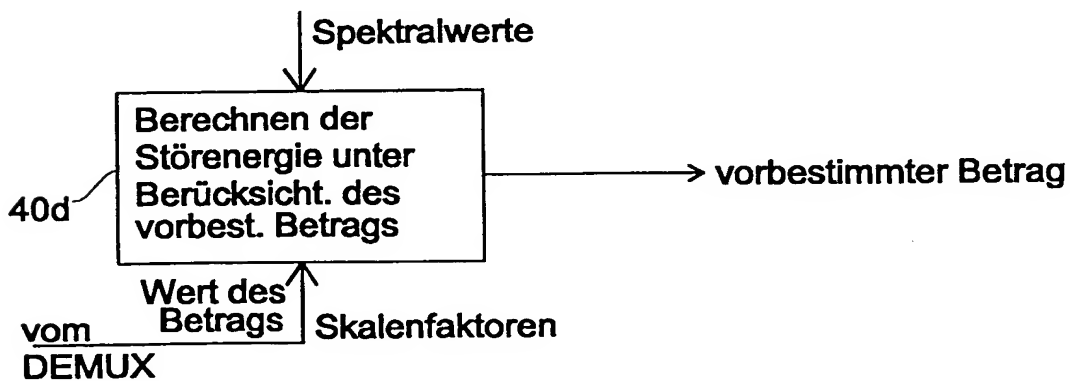 Spektralwerte
Berechnen der
Störenergie unter
Berücksicht. des
vorbest. Betrags
vorbestimmter Betrag
40d
Wert des
Betrags
vom
DEMUX
Skalenfaktoren